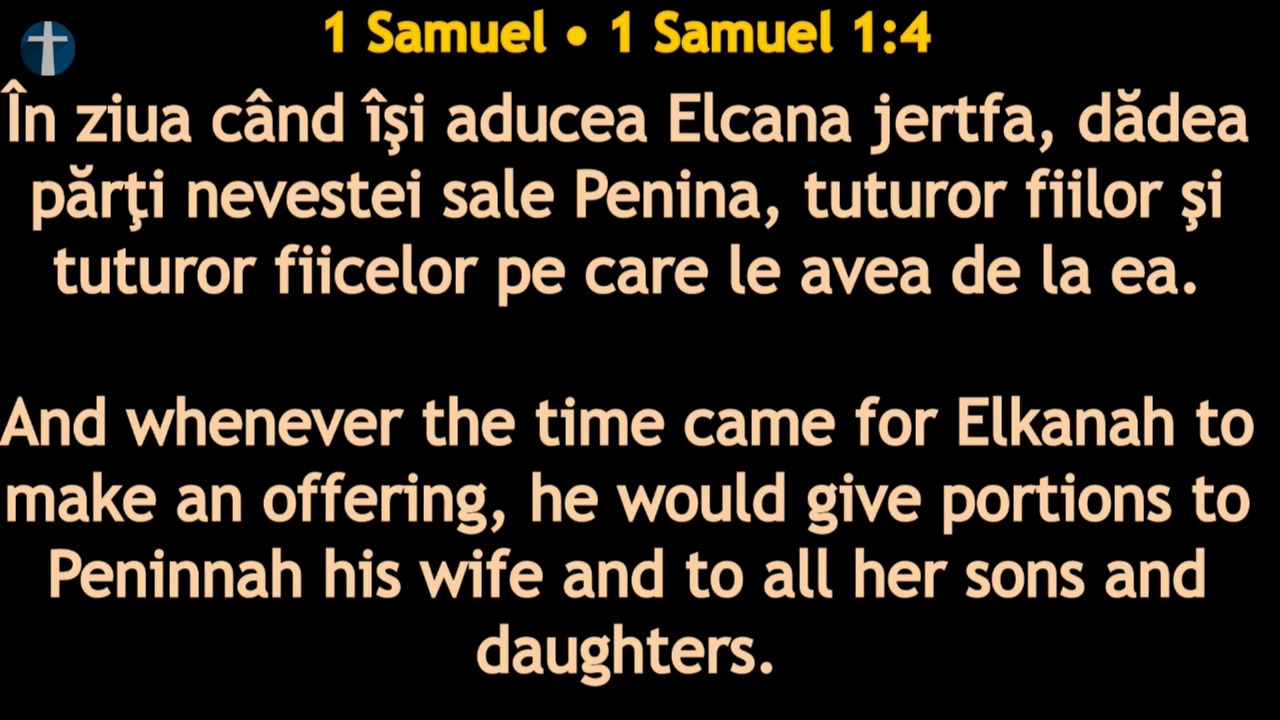 1 Samuel • 1 Samuel 1:4
În ziua când îşi aducea Elcana jertfa, dădea
părţi nevestei sale Penina, tuturor fiilor şi
tuturor fiicelor pe care le avea de la ea.
And whenever the time came for Elkanah to
make an offering, he would give portions to
Peninnah his wife and to all her sons and
daughters.